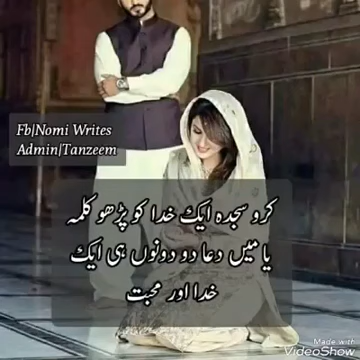 Fb|Nomi Writes
Admin|Tanzeem
کرو سجدہ ایک خدا کو پڑھو کلمہ
یا میں دعا دو دونوں ہی ایک
خدا اور محبت
Made with
VideoShow